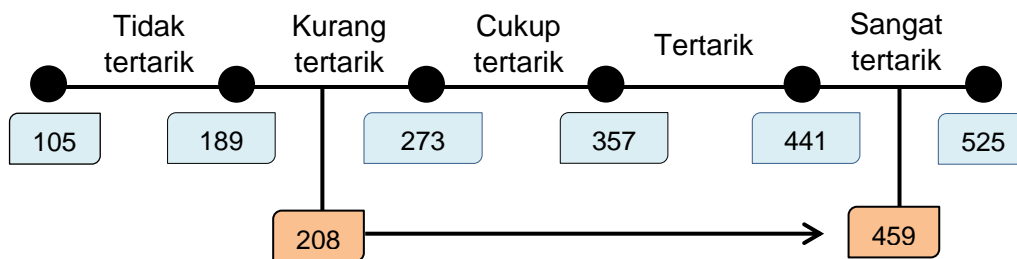 Tidak
tertarik
Kurang
tertarik
Cukup
tertarik
Tertarik
Sangat
tertarik
105
189
273
357
441
525
208
459